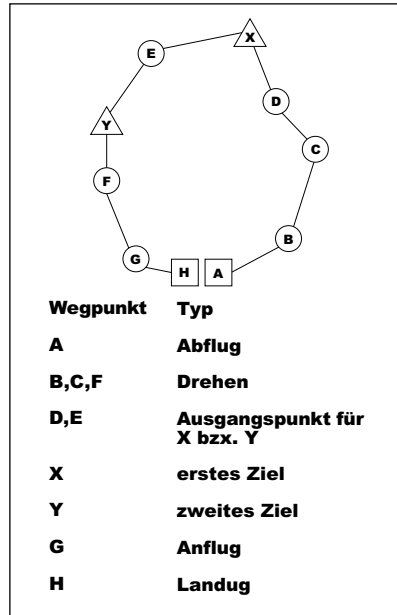 X
E
D
Y
C
F
B
G
H A
Wegpunkt Typ
A Abflug
B,C,F Drehen
D,E Ausgangspunkt für
X bzx. Y
X erstes Ziel
Y zweites Ziel
G Anflug
H Landug